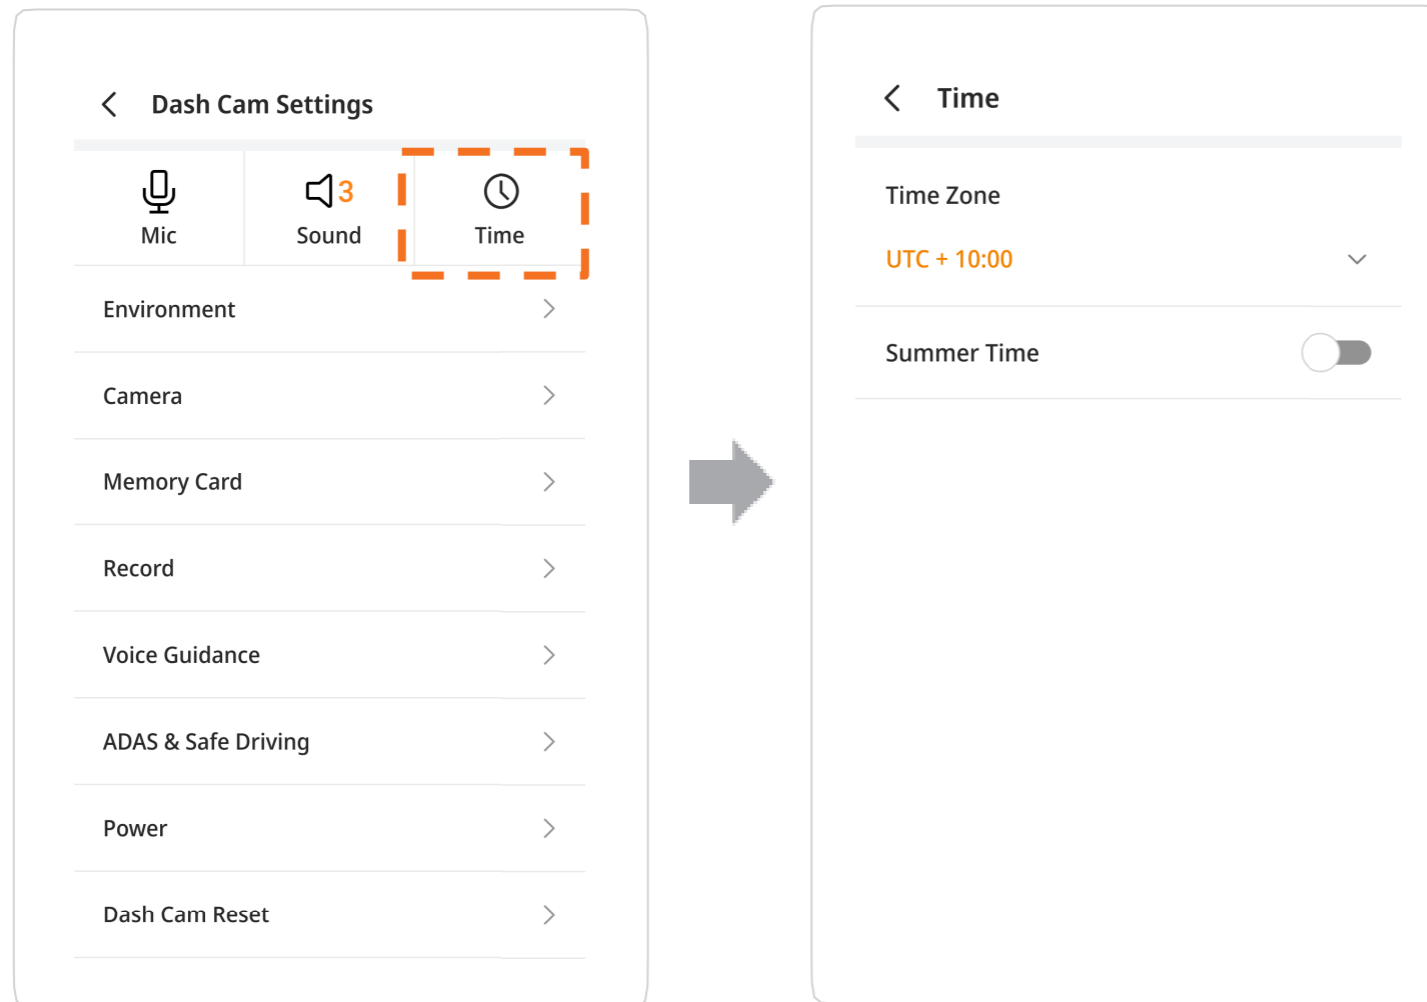 Dash Cam Settings
Mic
3
Sound
Time
Environment
Camera
Memory Card
Record
Voice Guidance
ADAS & Safe Driving
Power
Dash Cam Reset
Time
Time Zone
UTC + 10:00
Summer Time